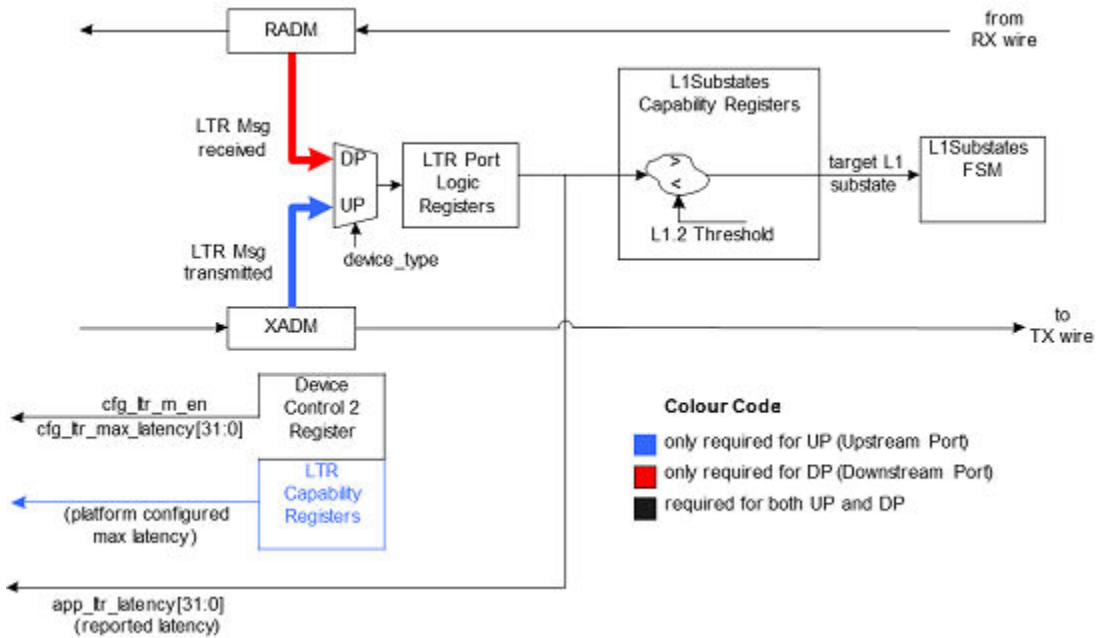 RADM
from
RX wire
L1Substates
Capability Registers
LTR Msg
received
DP
UP
LTR Port
Logic
Registers
>
<
L1.2 Threshold
target L1
substate
L1Substates
FSM
device_type
LTR Msg
transmitted
XADM
to
TX wire
cfg_ltr_m_en
cfg_ltr_max_latency[31:0]
Device
Control 2
Register
LTR
Capability
Registers
(platform configured
max latency)
Colour Code
only required for UP (Upstream Port)
only required for DP (Downstream Port)
required for both UP and DP
app_ltr_latency[31:0]
(reported latency)